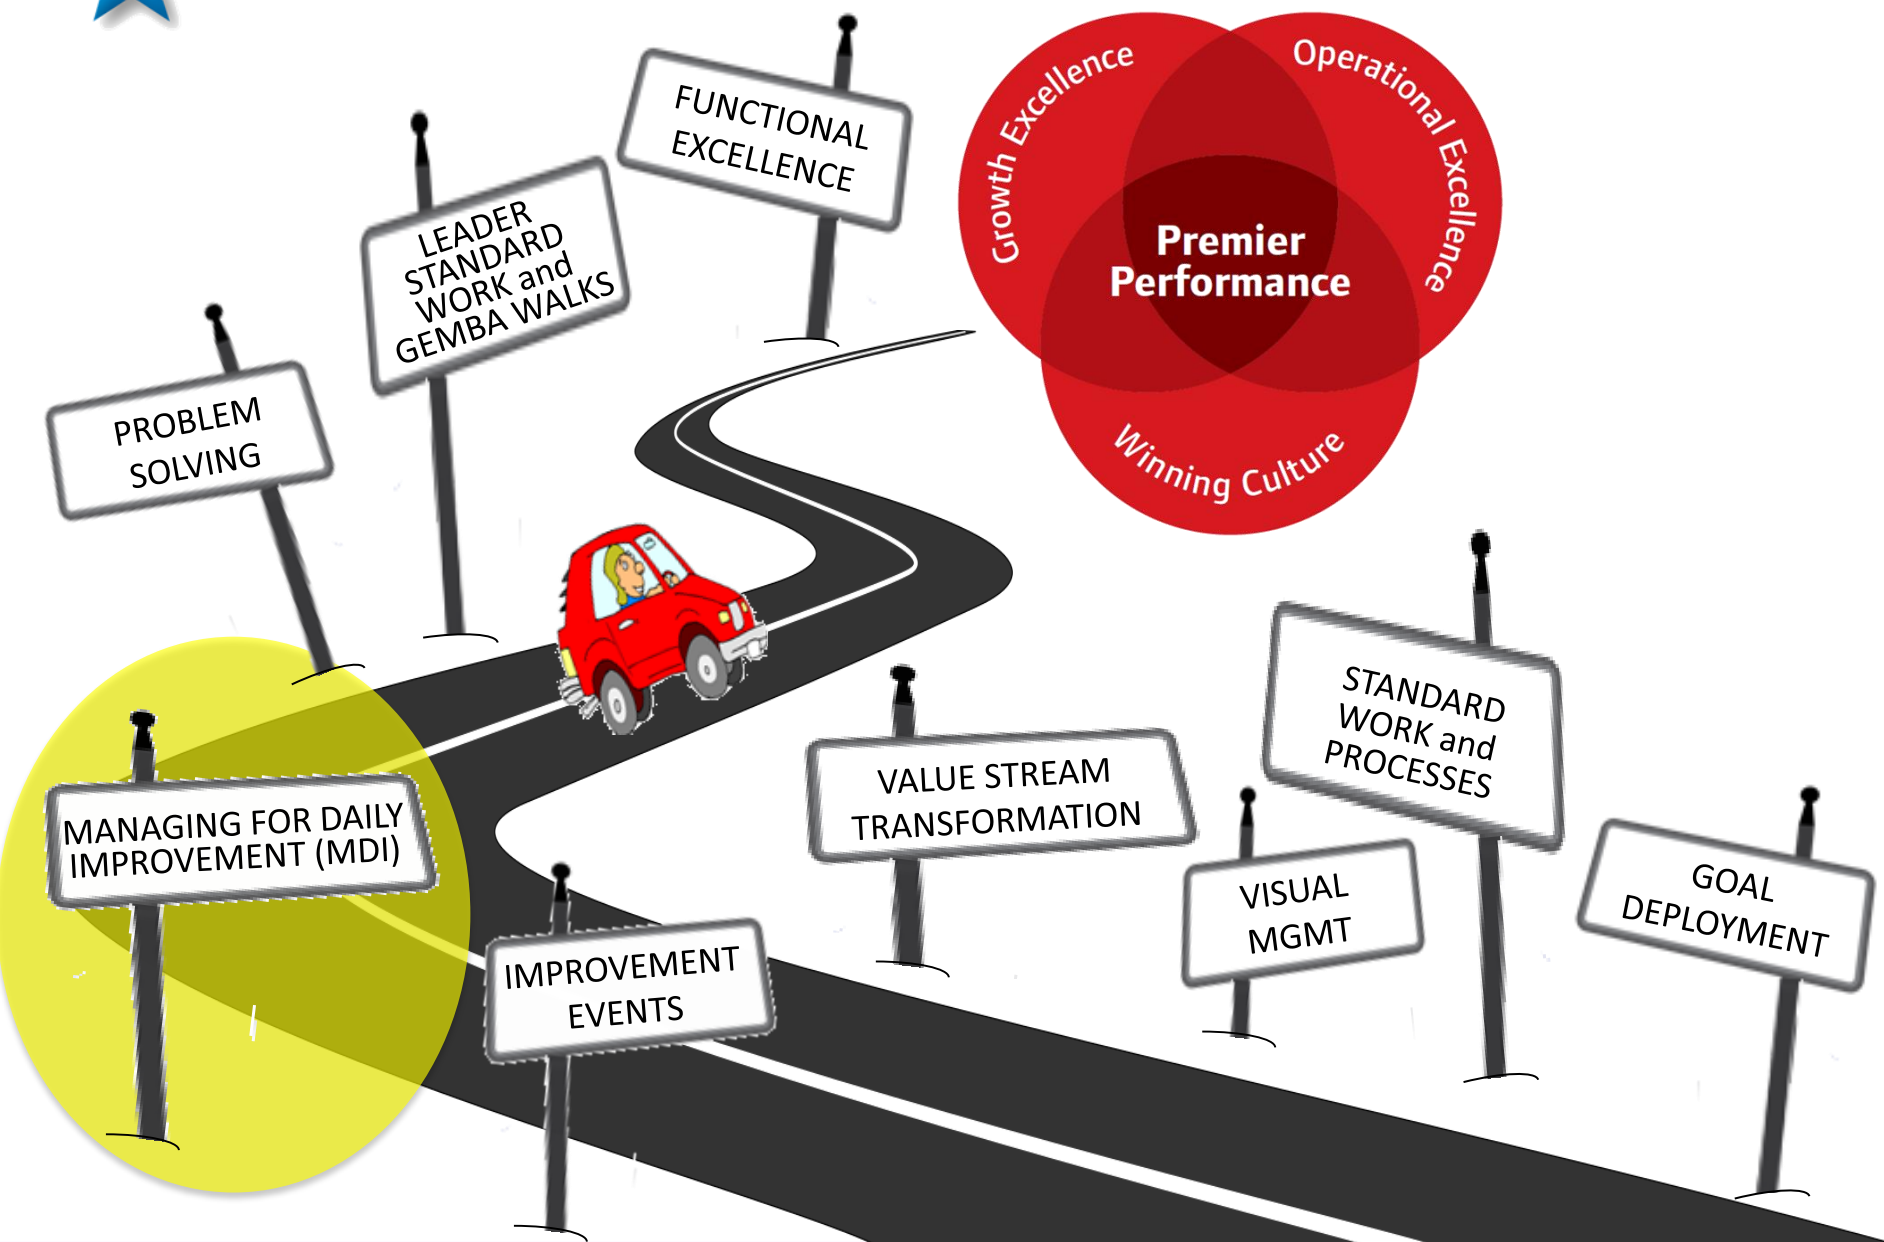 FUNCTIONAL
EXCELLENCE
Growth Excellence
Operational Excellence
Premier
Performance
Winning Culture
LEADER
STANDARD
WORK and
GEMBA WALKS
PROBLEM
SOLVING
MANAGING FOR DAILY
IMPROVEMENT (MDI)
IMPROVEMENT
EVENTS
VALUE STREAM
TRANSFORMATION
STANDARD
WORK and
PROCESSES
VISUAL
MGMT
GOAL
DEPLOYMENT